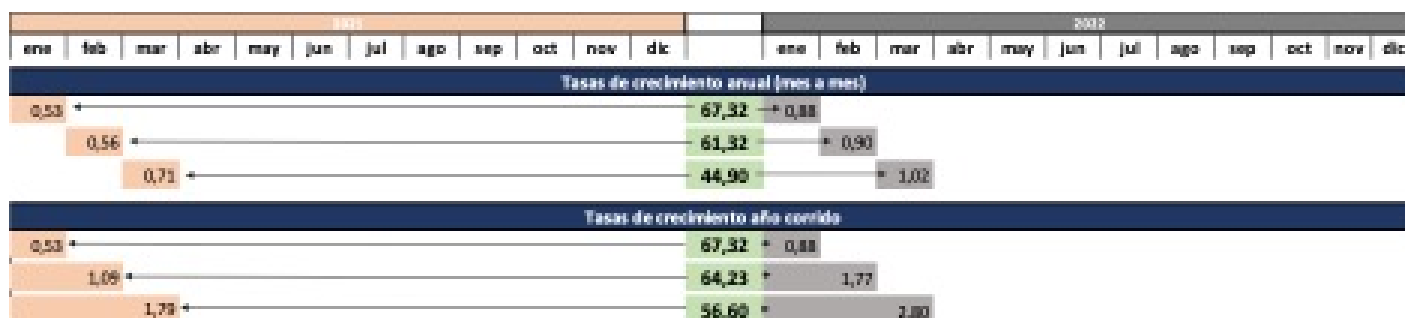 2021 2022
ene feb mar abr may jun jul ago sep oct nov dic ene feb mar abr may jun jul ago sep oct nov dic
Tasas de crecimiento anual (mes a mes)
0,53 67,32 0,88
0,56 61,32 0,90
0,71 44,90 1,02
Tasas de crecimiento año corrido
0,53 67,32 0,88
1,09 64,23 1,77
1,79 56,60 2,80